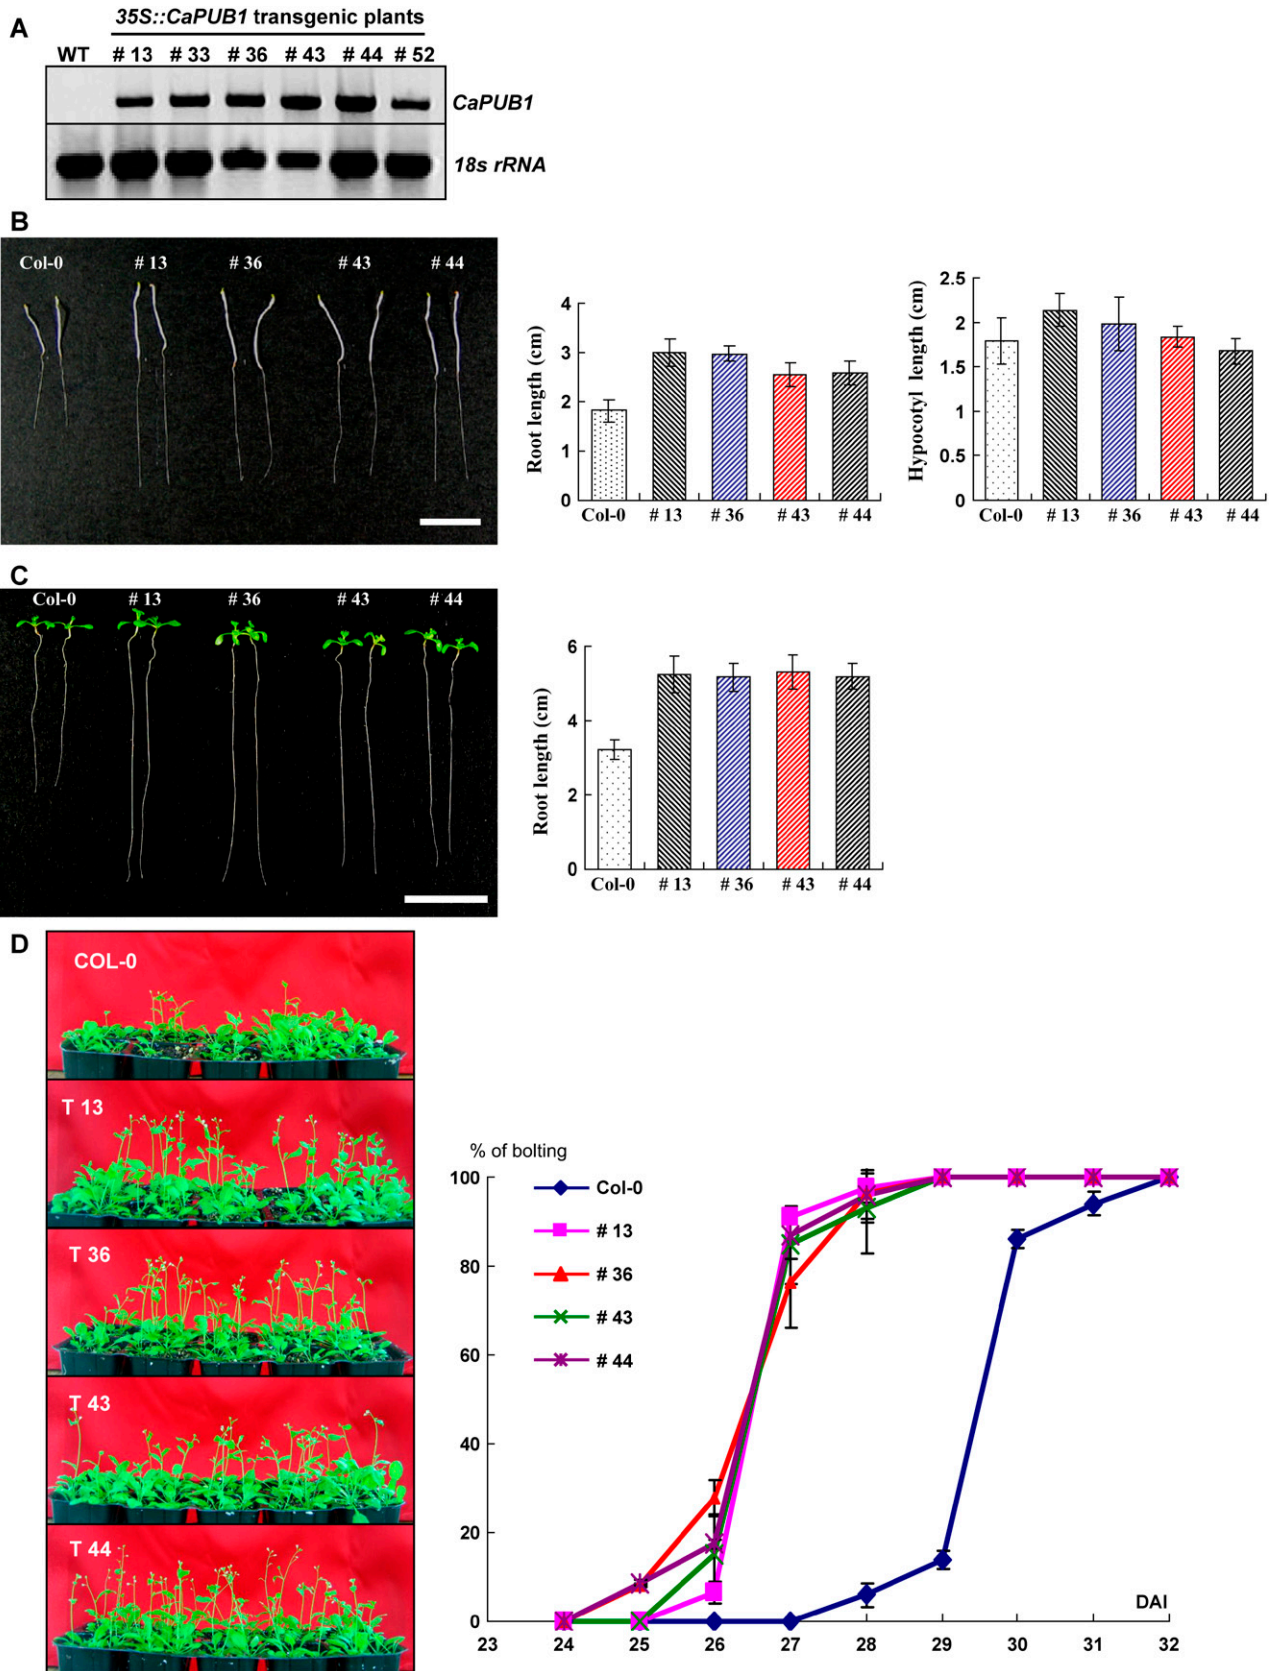 A
35S::CaPUB1 transgenic plants
WT # 13 # 33 # 36 # 43 # 44 # 52
CaPUB1
18s rRNA
B
Col-0 # 13 # 36 # 43 # 44
Root length (cm)
4
3
2
1
0
Col-0 # 13 # 36 # 43 # 44
Hypocotyl length (cm)
2.5
2
1.5
1
0.5
0
Col-0 # 13 # 36 # 43 # 44
C
Col-0 # 13 # 36 # 43 # 44
Root length (cm)
6
4
2
0
Col-0 # 13 # 36 # 43 # 44
D
COL-0
T 13
T 36
T 43
T 44
% of bolting
100
80
60
40
20
0
Col-0
# 13
# 36
# 43
# 44
DAI
23 24 25 26 27 28 29 30 31 32